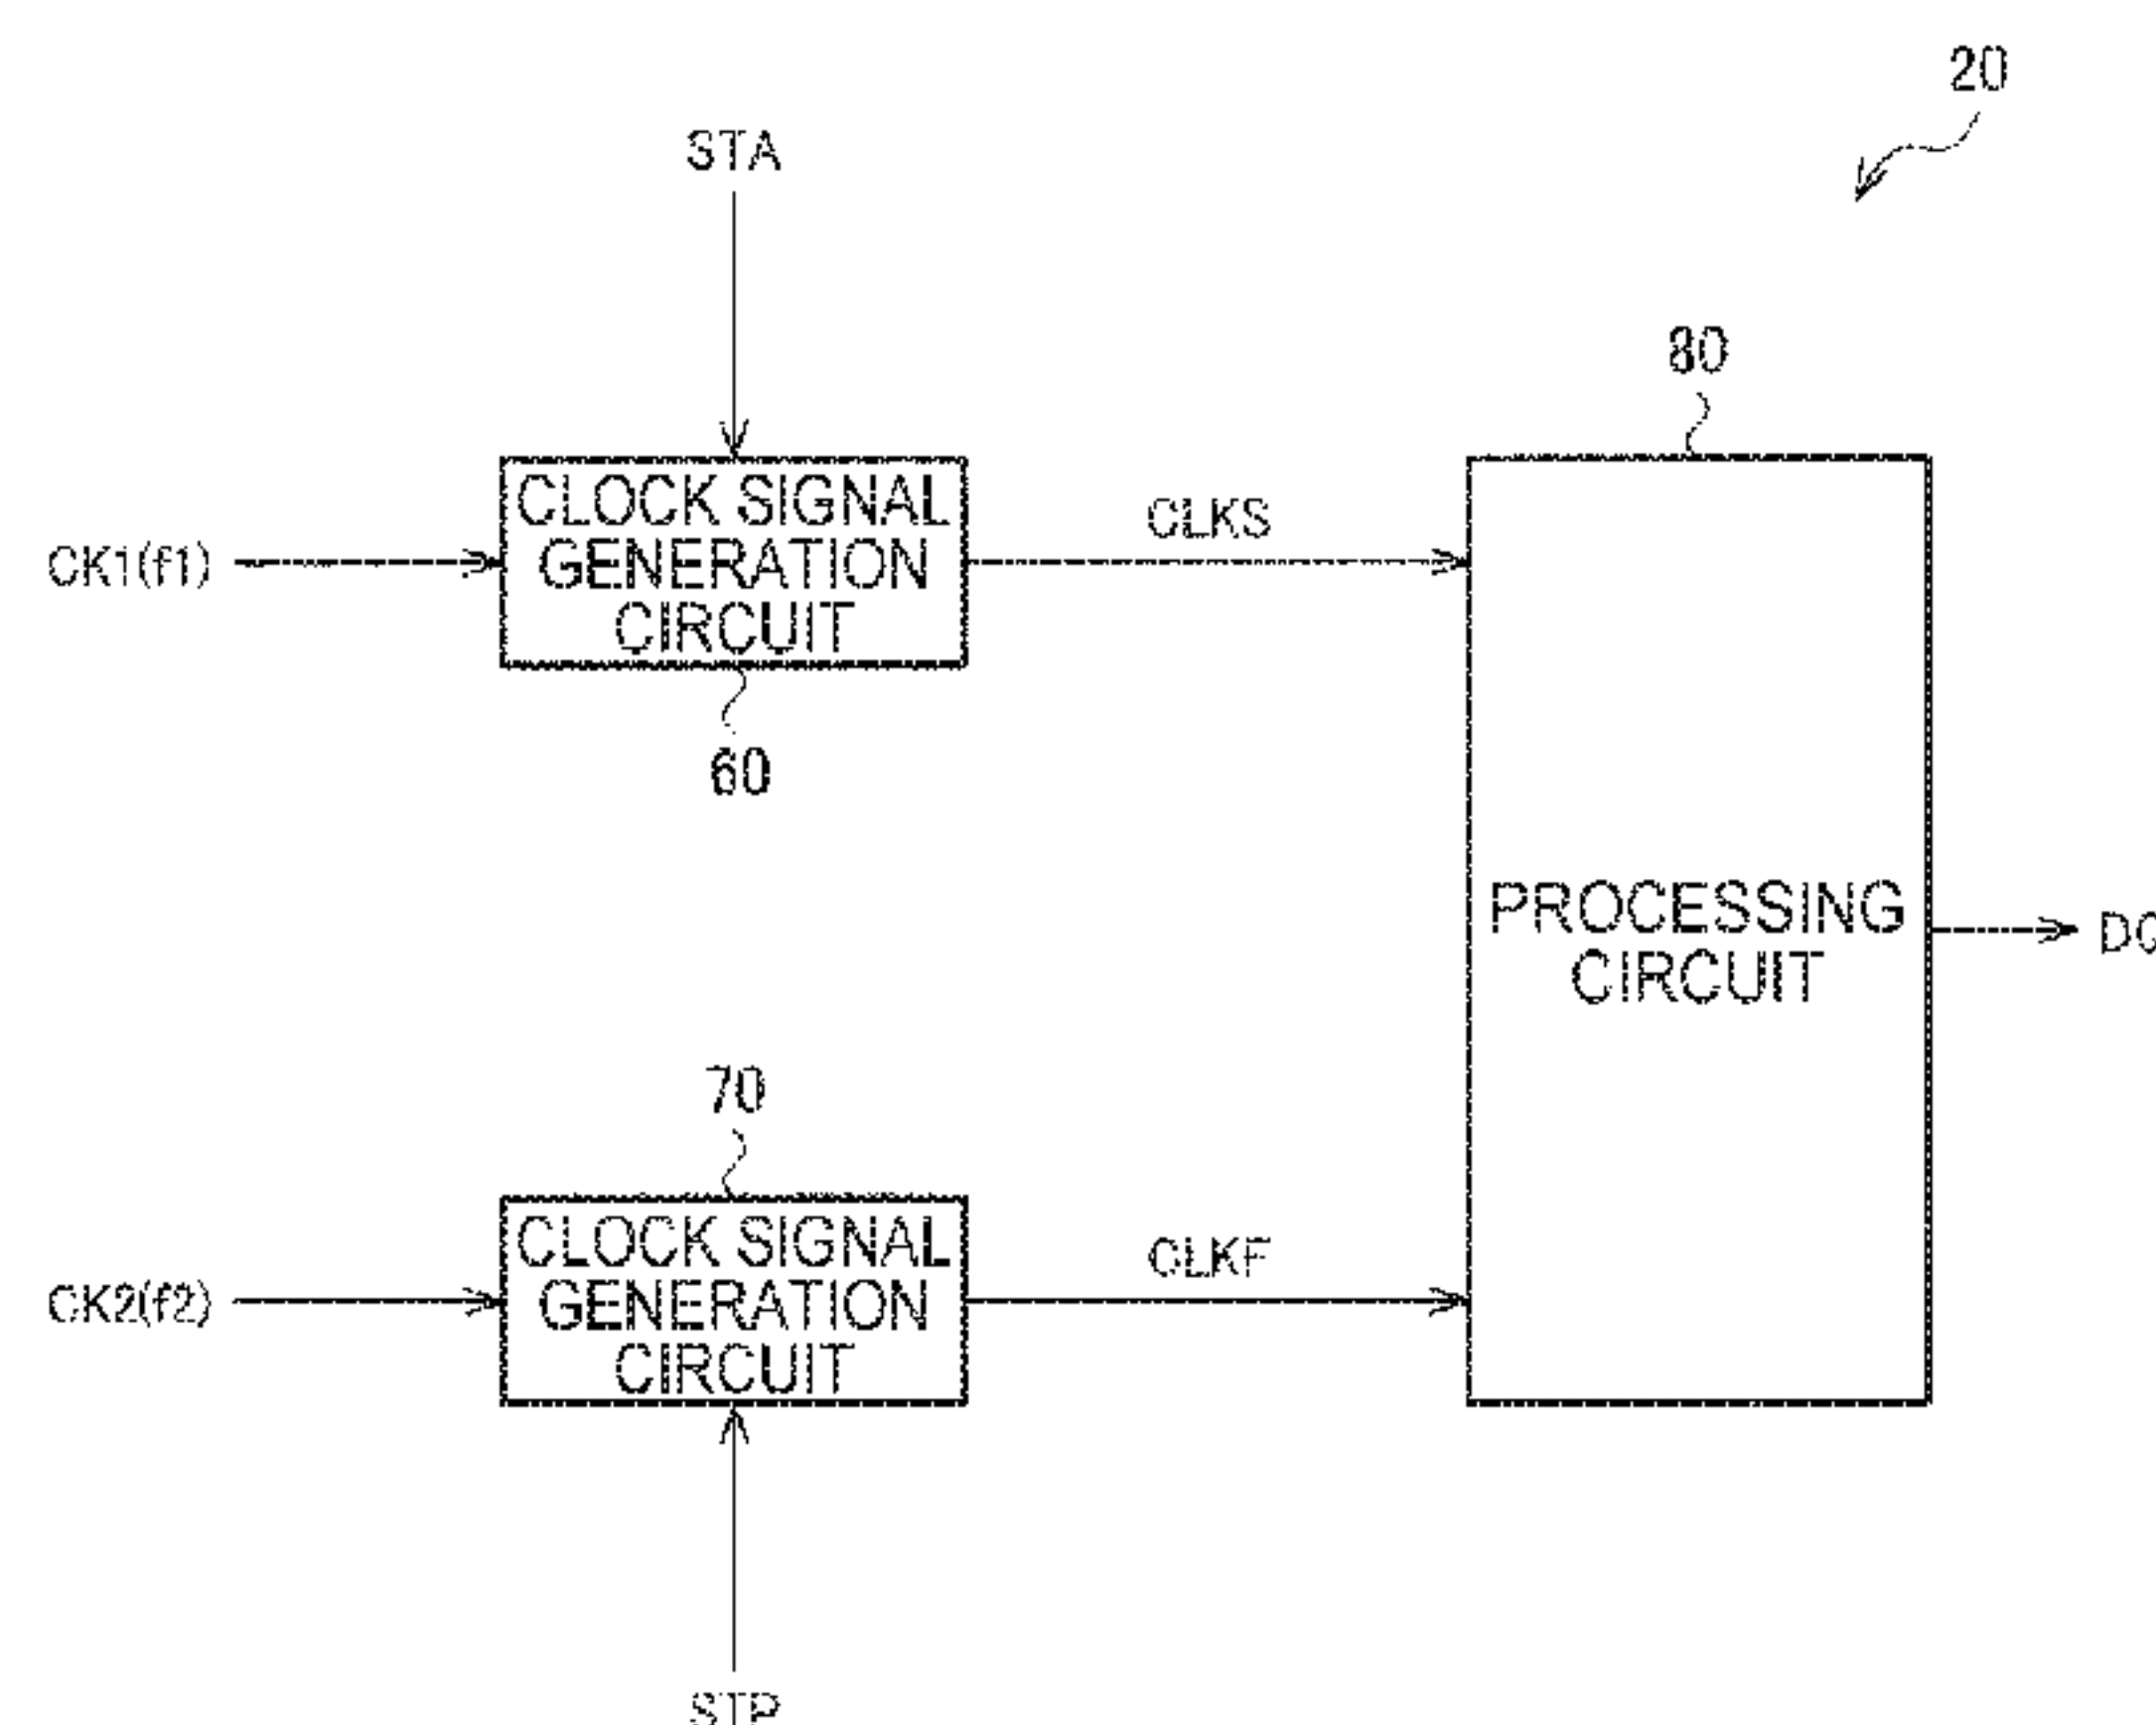 20
STA
80
CLOCK SIGNAL
GENERATION
CIRCUIT
CK1(f1)
CLKS
60
PROCESSING
CIRCUIT
70
CLOCK SIGNAL
GENERATION
CIRCUIT
CK2(f2)
CLKF
STP